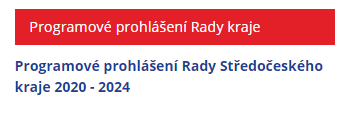 Programové prohlášení Rady kraje
Programové prohlášení Rady Středočeského
kraje 2020 - 2024